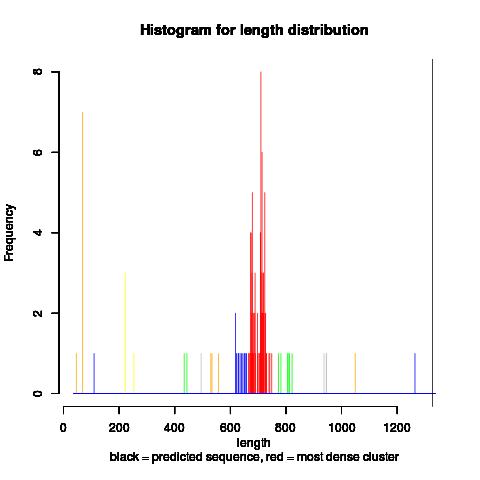 Histogram for length distribution
Frequency
8
6
4
2
0
0 200 400 600 800 1000 1200
length
black = predicted sequence, red = most dense cluster